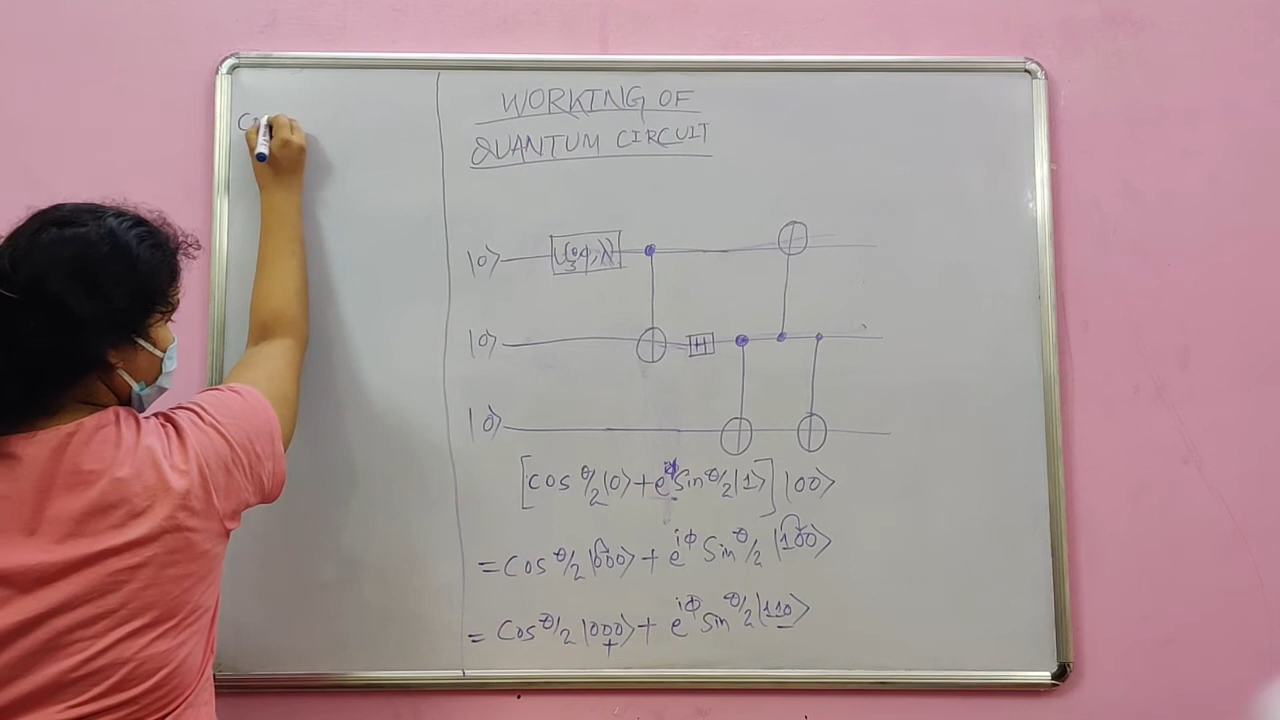 C
WORKING OF
QUANTUM CIRCUIT
|0⟩ U₃(θ,φ,λ)
|0⟩ H
|0⟩
[Cos θ/2 |0⟩ + e^iφ Sin θ/2 |1⟩] |00⟩
= Cos θ/2 |000⟩ + e^iφ Sin θ/2 |100⟩
= Cos θ/2 |000⟩ + e^iφ Sin θ/2 |110⟩